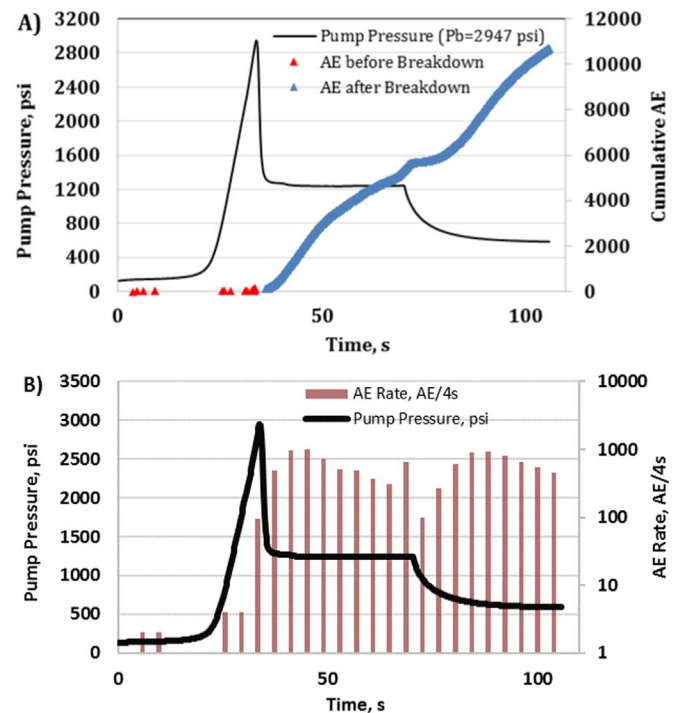 A)
Pump Pressure, psi
3200
2800
2400
2000
1600
1200
800
400
0
Pump Pressure (Pb=2947 psi)
AE before Breakdown
AE after Breakdown
12000
10000
8000
6000
4000
2000
0
Cumulative AE
0 50 100
Time, s
B)
Pump Pressure, psi
3500
3000
2500
2000
1500
1000
500
0
AE Rate, AE/4s
Pump Pressure, psi
10000
1000
100
10
1
AE Rate, AE/4s
0 50 100
Time, s